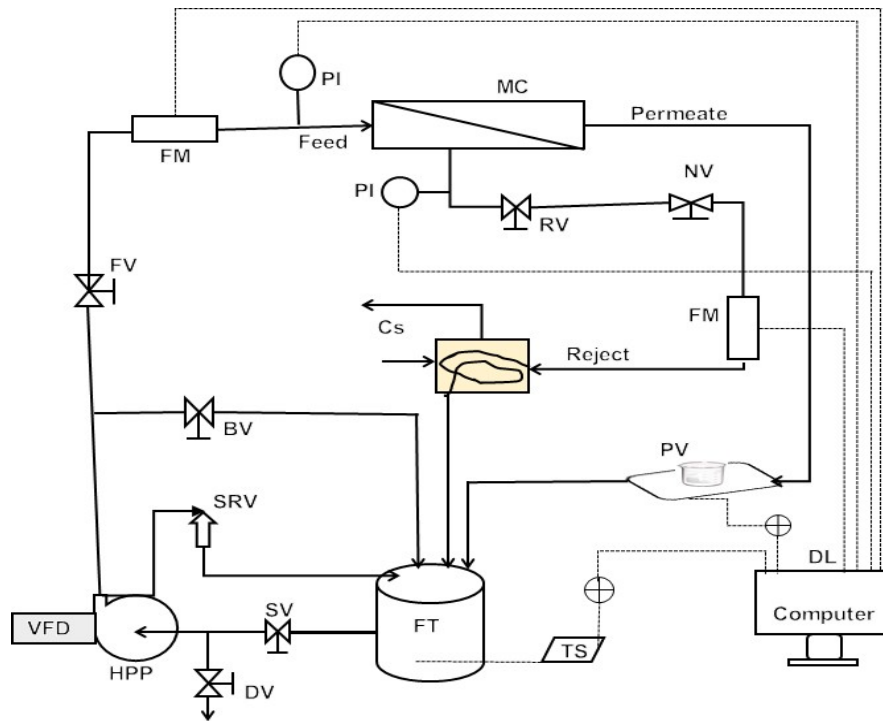 PI
MC
FM
Feed
Permeate
PI
NV
RV
FV
Cs
FM
Reject
BV
PV
SRV
DL
VFD
SV
FT
Computer
TS
HPP
DV